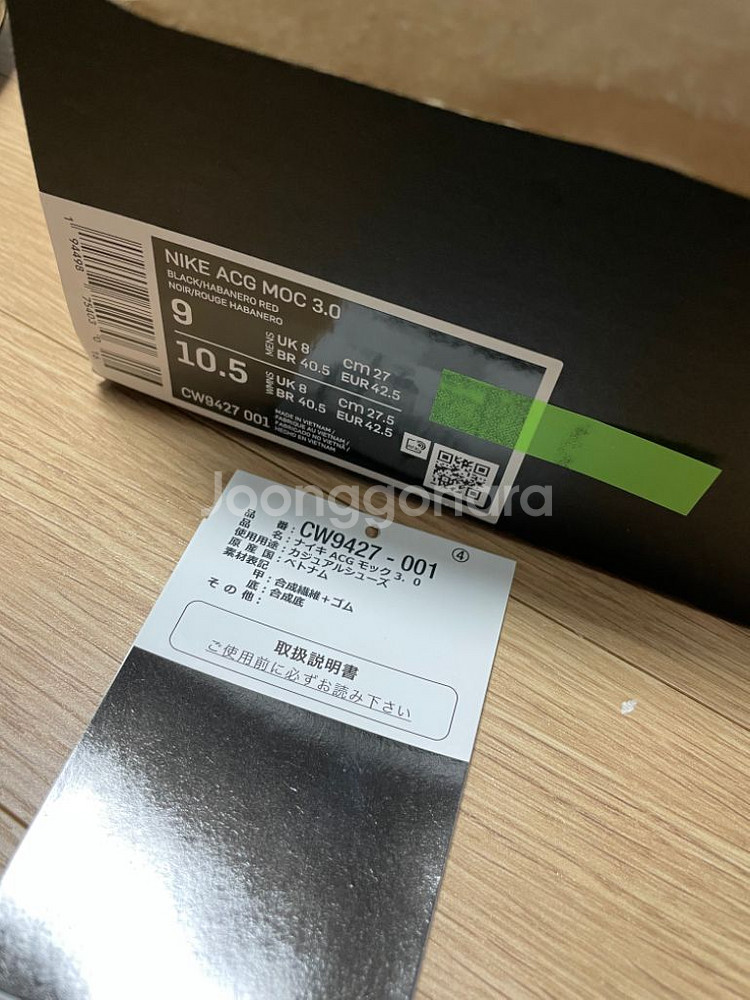 NIKE ACG MOC 3.0
BLACK/HABANERO RED
NOIR/ROUGE HABANERO
9
MENS
UK 8
BR 40.5
cm 27
EUR 42.5
10.5
WMNS
UK 8
BR 40.5
cm 27.5
EUR 42.5
CW9427 001
MADE IN VIETNAM /
FABRIQUE AU VIETNAM /
FABRICADO NO VIETNÃ /
HECHO EN VIETNAM
Joonggonara
品 番 : CW9427 - 001
④
品 名 : ナイキ ACG モック 3. 0
使用用途 : カジュアルシューズ
原 産 国 : ベトナム
素材表記
甲 : 合成繊維+ゴム
底 : 合成底
そ の 他 :
取扱説明書
ご使用前に必ずお読み下さい